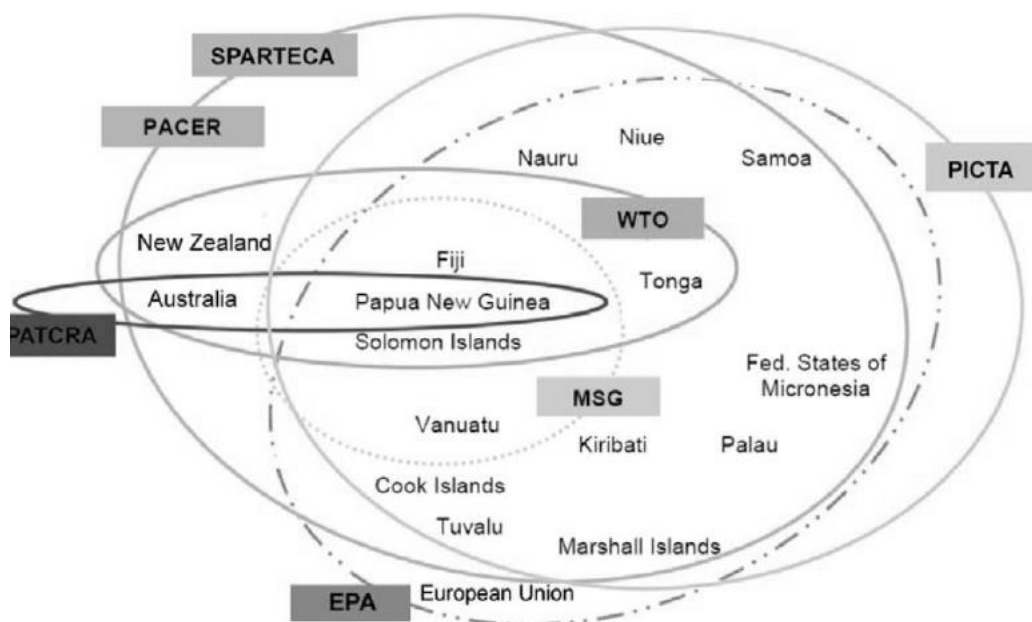 SPARTECA
PACER
Niue
Nauru
Samoa
PICTA
WTO
New Zealand
Fiji
Tonga
Australia
Papua New Guinea
PATCRA
Solomon Islands
Fed. States of
Micronesia
MSG
Vanuatu
Kiribati
Palau
Cook Islands
Tuvalu
Marshall Islands
European Union
EPA